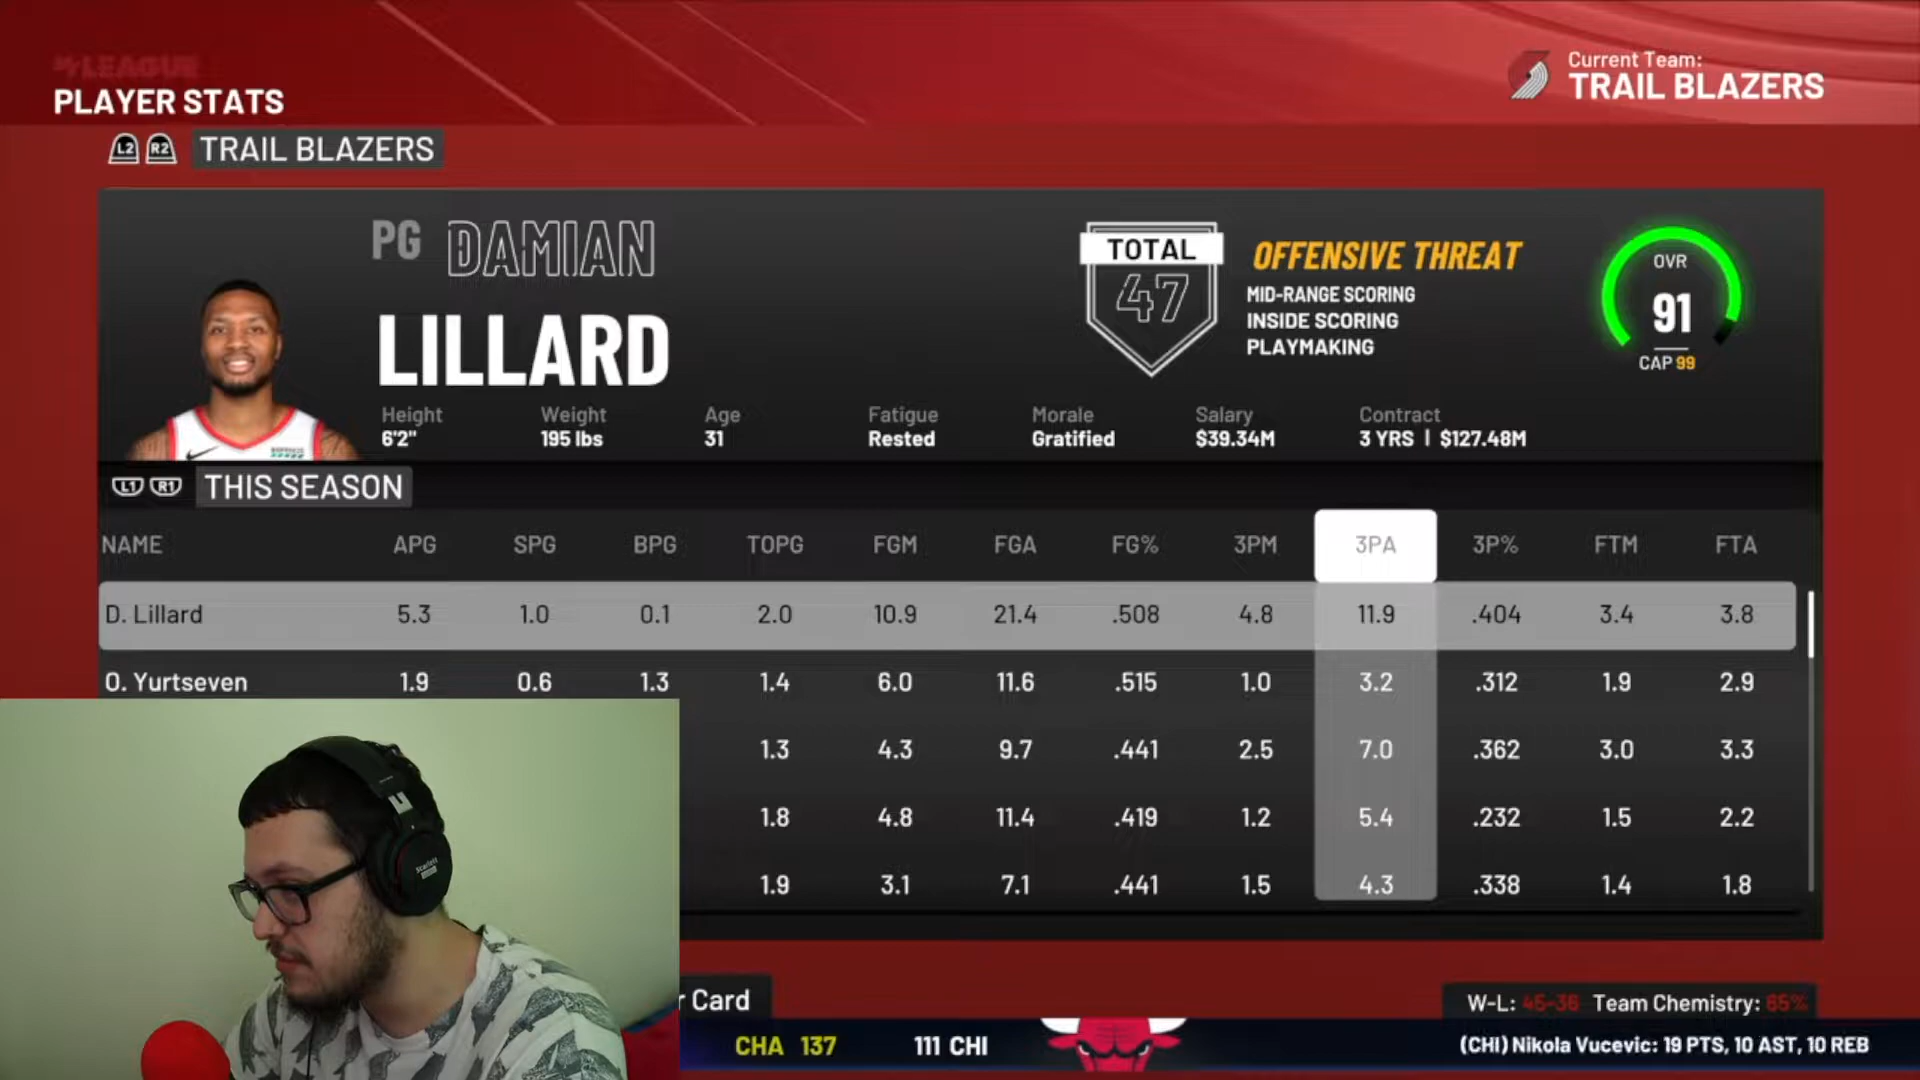 MyLEAGUE
PLAYER STATS
Current Team:
TRAIL BLAZERS
L2 R2 TRAIL BLAZERS
PG DAMIAN
LILLARD
TOTAL
47
OFFENSIVE THREAT
MID-RANGE SCORING
INSIDE SCORING
PLAYMAKING
OVR
91
CAP 99
Height Weight Age Fatigue Morale Salary Contract
6'2" 195 lbs 31 Rested Gratified $39.34M 3 YRS | $127.48M
L1 R1 THIS SEASON
NAME APG SPG BPG TOPG FGM FGA FG% 3PM 3PA 3P% FTM FTA
D. Lillard 5.3 1.0 0.1 2.0 10.9 21.4 .508 4.8 11.9 .404 3.4 3.8
O. Yurtseven 1.9 0.6 1.3 1.4 6.0 11.6 .515 1.0 3.2 .312 1.9 2.9
1.3 4.3 9.7 .441 2.5 7.0 .362 3.0 3.3
1.8 4.8 11.4 .419 1.2 5.4 .232 1.5 2.2
1.9 3.1 7.1 .441 1.5 4.3 .338 1.4 1.8
r Card
W-L: 45-36 Team Chemistry: 65%
CHA 137 111 CHI (CHI) Nikola Vucevic: 19 PTS, 10 AST, 10 REB